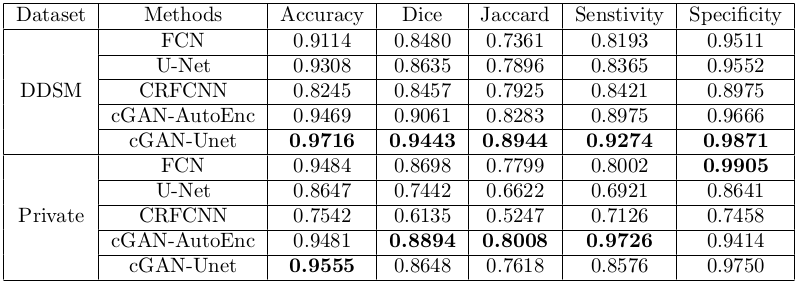 Dataset Methods Accuracy Dice Jaccard Senstivity Specificity
FCN 0.9114 0.8480 0.7361 0.8193 0.9511
U-Net 0.9308 0.8635 0.7896 0.8365 0.9552
DDSM CRFCNN 0.8245 0.8457 0.7925 0.8421 0.8975
cGAN-AutoEnc 0.9469 0.9061 0.8283 0.8975 0.9666
cGAN-Unet 0.9716 0.9443 0.8944 0.9274 0.9871
FCN 0.9484 0.8698 0.7799 0.8002 0.9905
U-Net 0.8647 0.7442 0.6622 0.6921 0.8641
Private CRFCNN 0.7542 0.6135 0.5247 0.7126 0.7458
cGAN-AutoEnc 0.9481 0.8894 0.8008 0.9726 0.9414
cGAN-Unet 0.9555 0.8648 0.7618 0.8576 0.9750